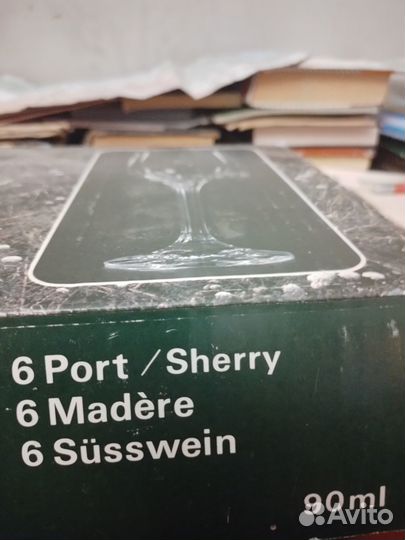 6 Port / Sherry
6 Madère
6 Süsswein
90ml
Avito